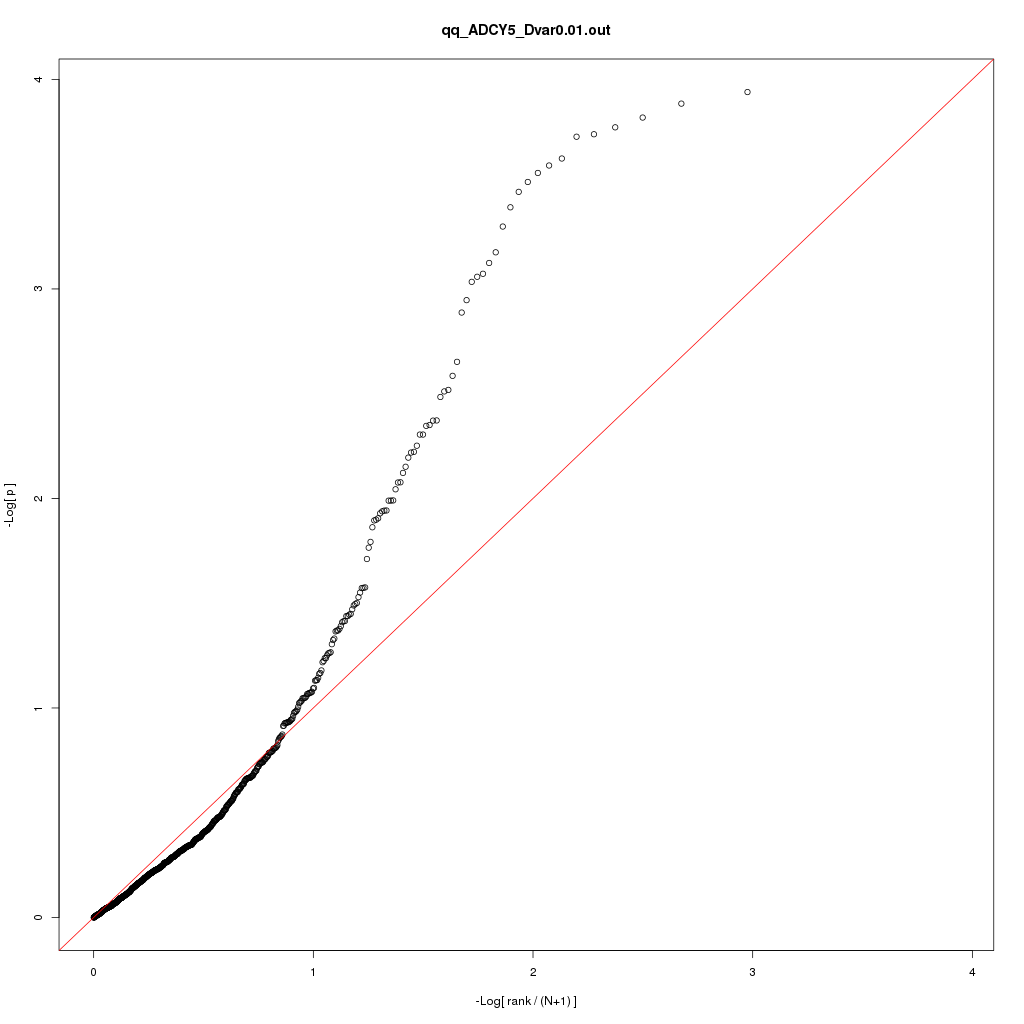 qq_ADCY5_Dvar0.01.out
4
3
2
1
0
-Log[ p ]
0 1 2 3 4
-Log[ rank / (N+1) ]